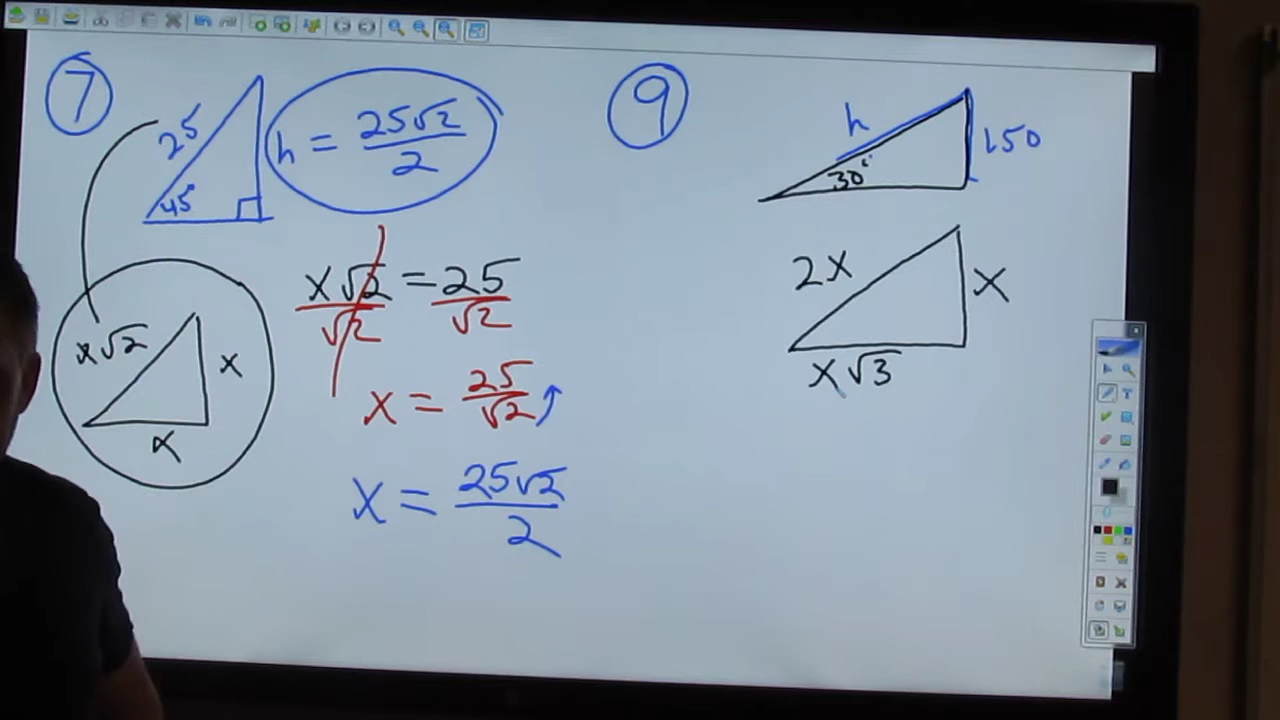 7
25
45°
h = 25√2 / 2
x√2
x
x
x√2 / √2 = 25 / √2
x = 25 / √2
x = 25√2 / 2
9
h
150
30°
2x
x
x√3